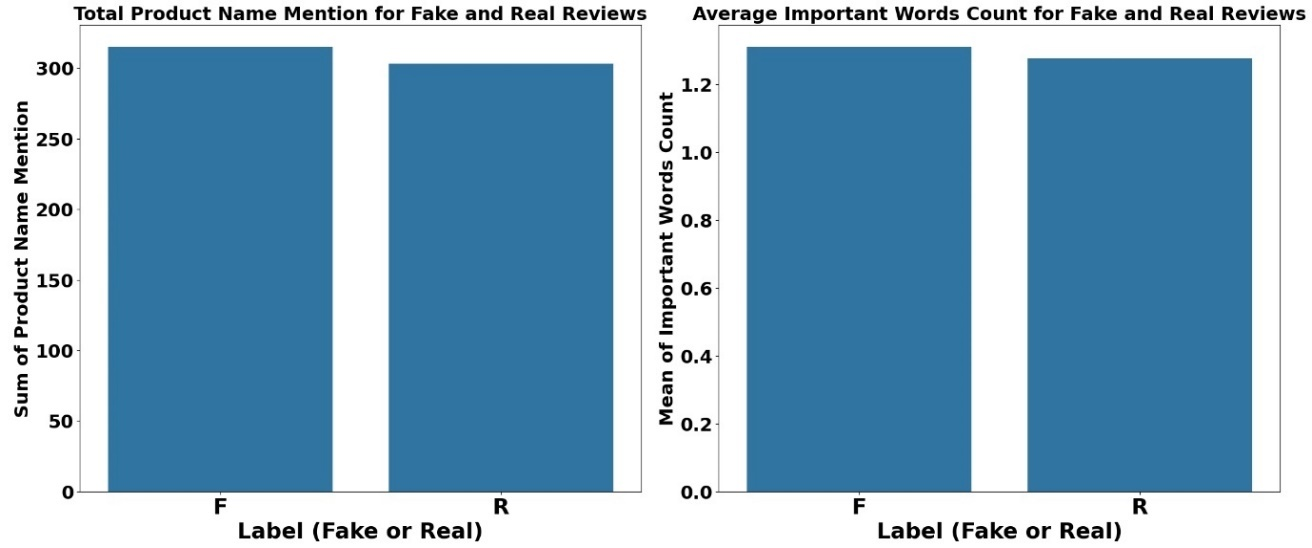 Total Product Name Mention for Fake and Real Reviews
Sum of Product Name Mention
300
250
200
150
100
50
0
F R
Label (Fake or Real)
Average Important Words Count for Fake and Real Reviews
Mean of Important Words Count
1.2
1.0
0.8
0.6
0.4
0.2
0.0
F R
Label (Fake or Real)